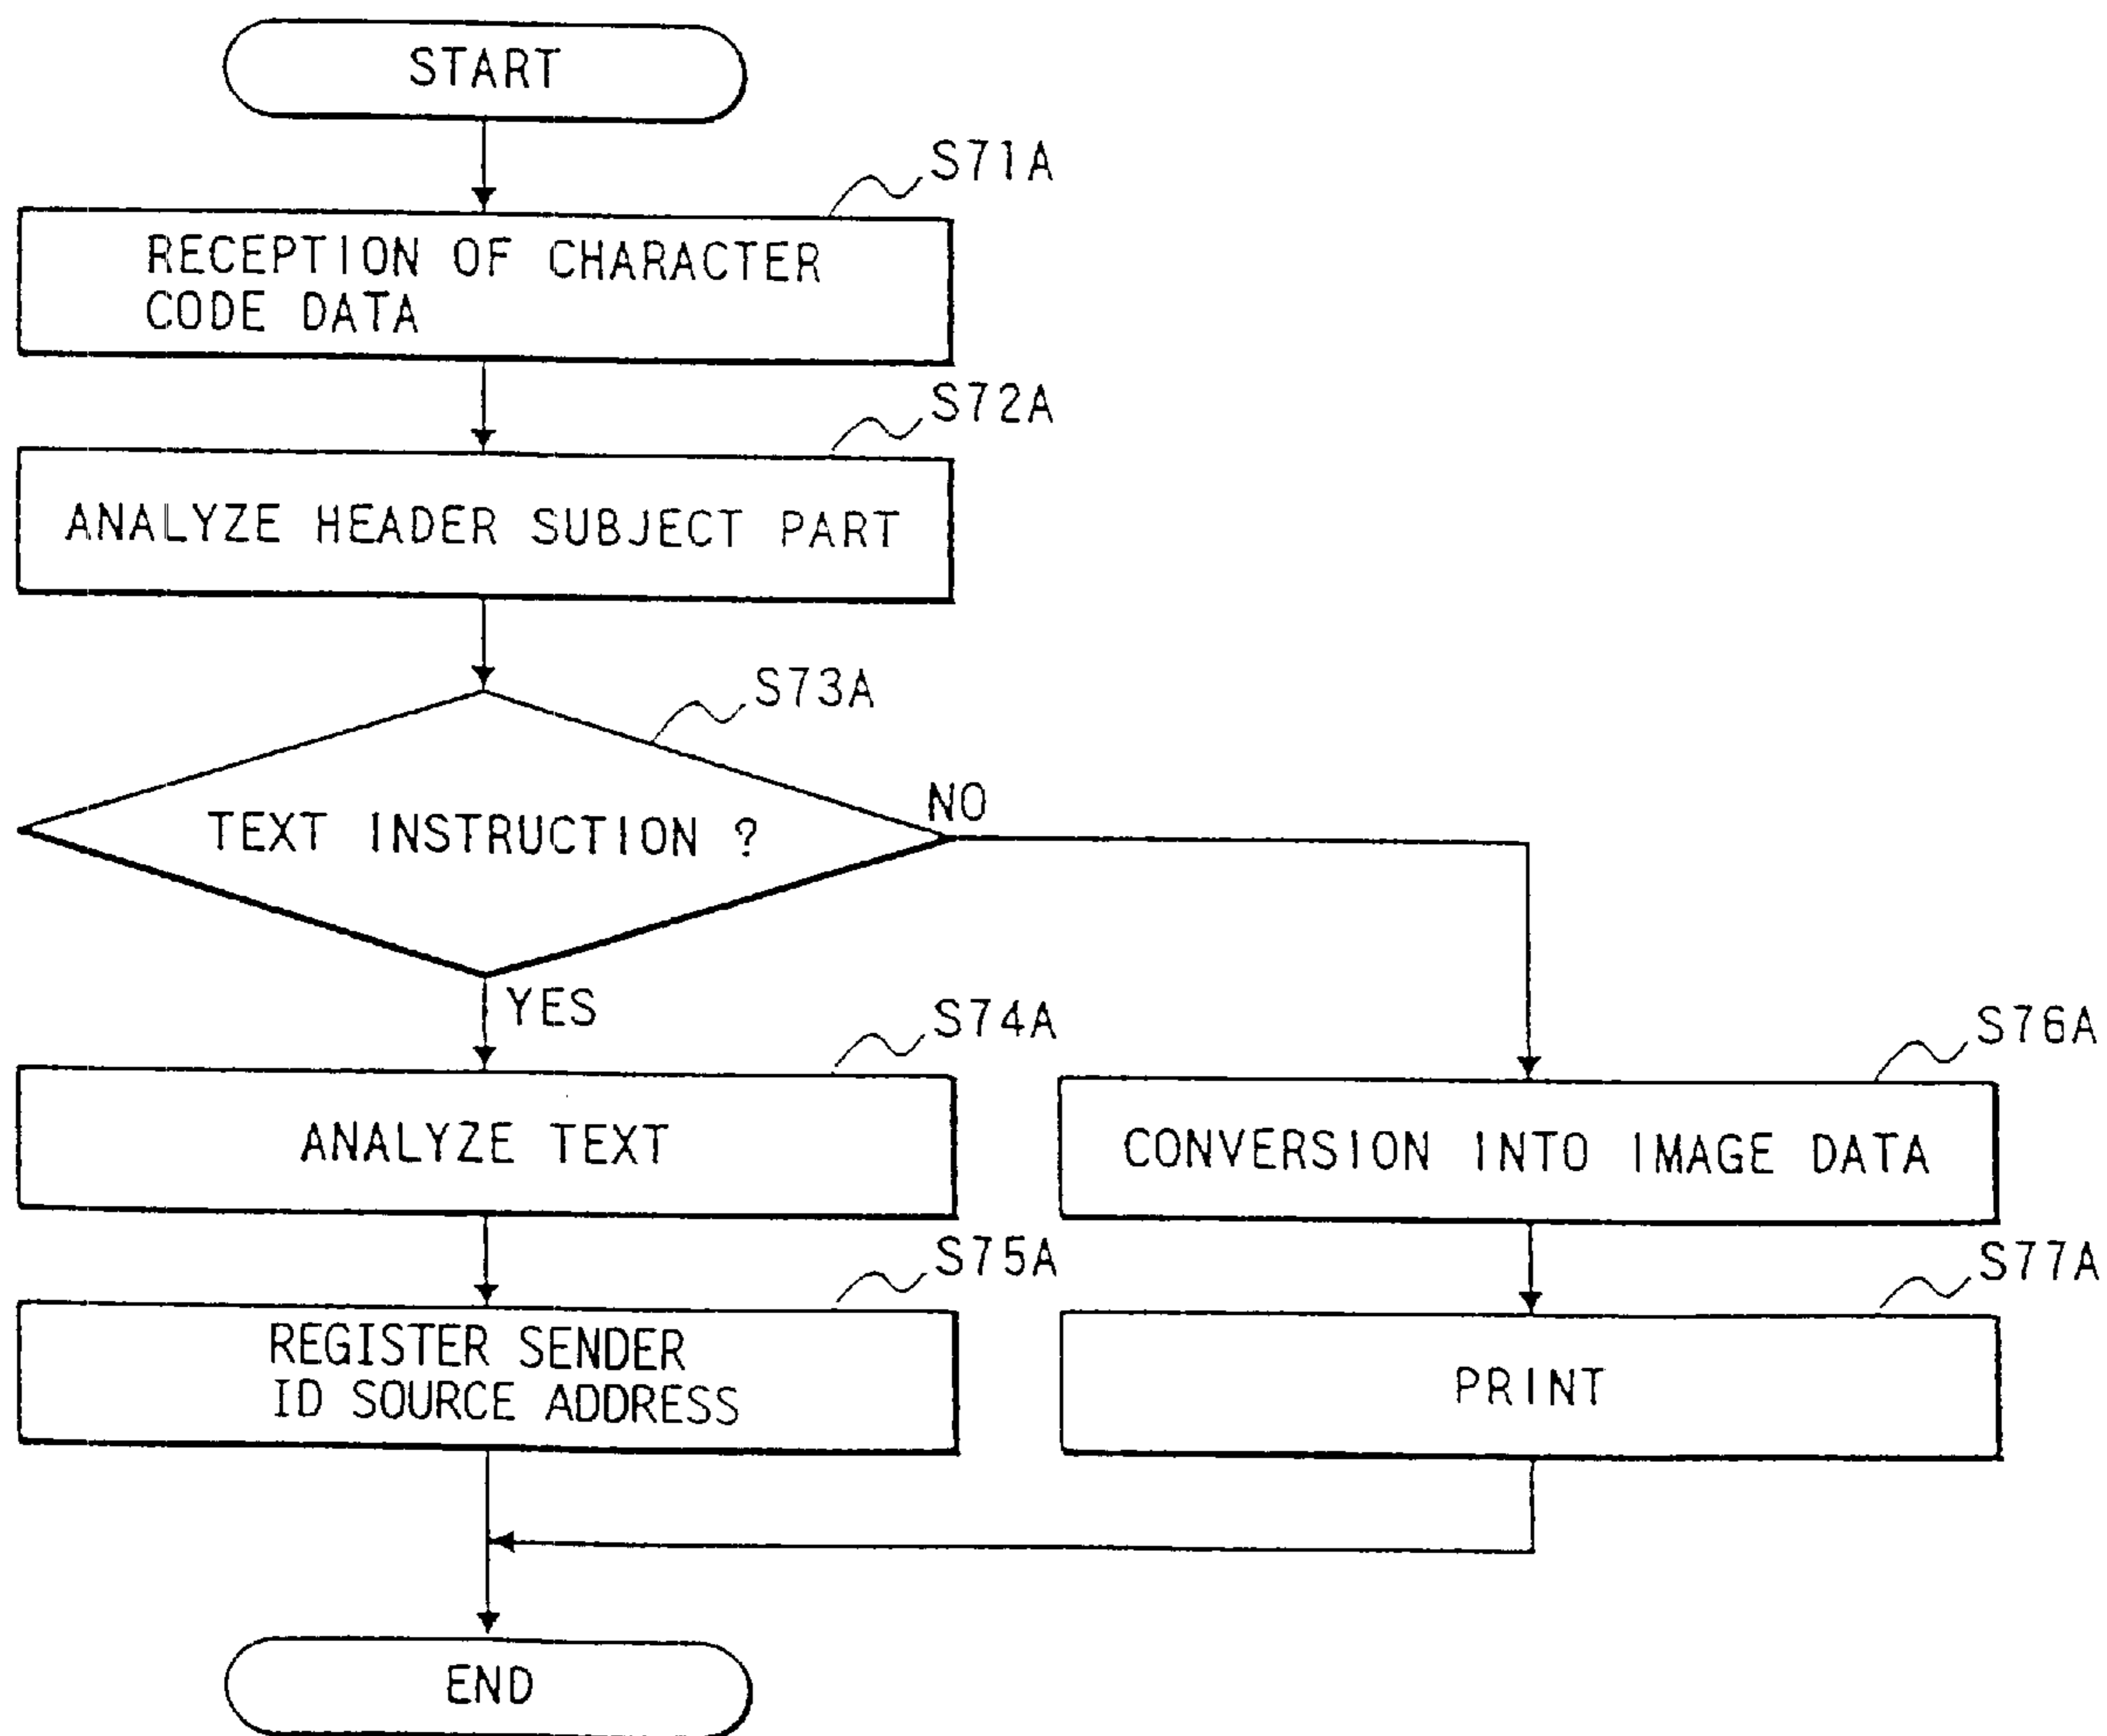 START
S71A
RECEPTION OF CHARACTER
CODE DATA
S72A
ANALYZE HEADER SUBJECT PART
S73A
TEXT INSTRUCTION ?
NO
YES
S74A
ANALYZE TEXT
S76A
CONVERSION INTO IMAGE DATA
S75A
REGISTER SENDER
ID SOURCE ADDRESS
S77A
PRINT
END